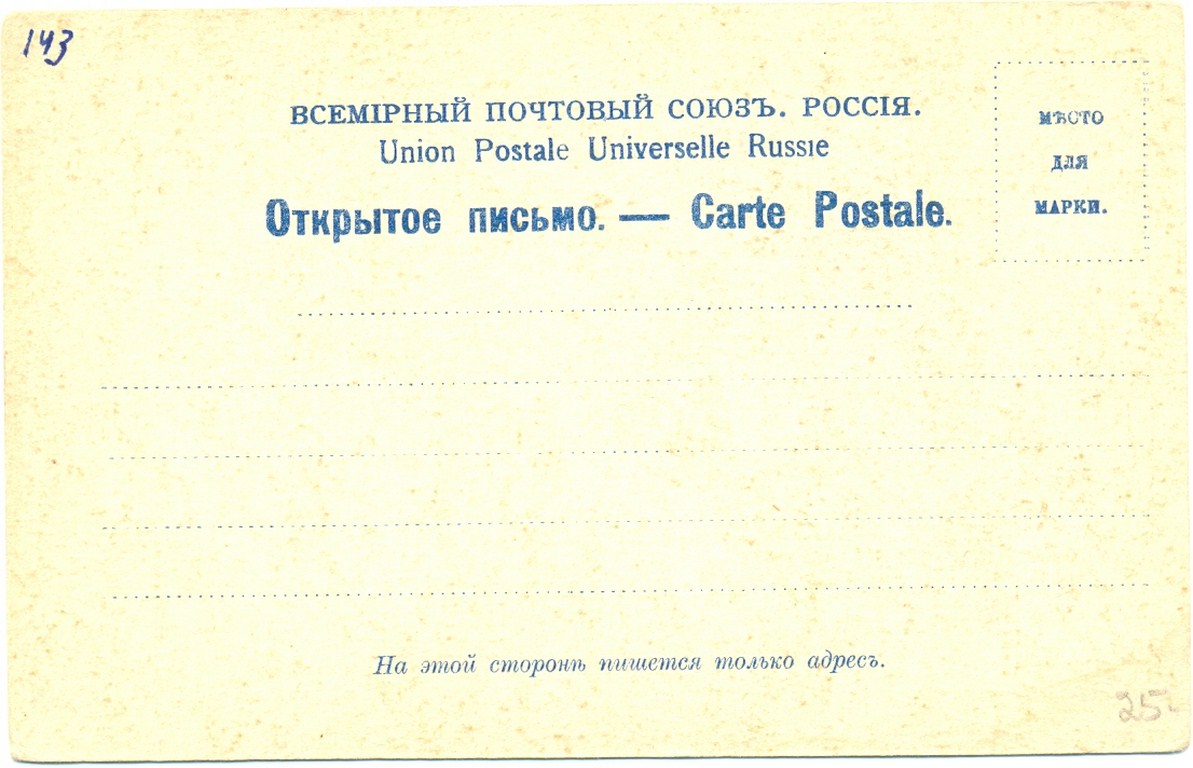 143
ВСЕМІРНЫЙ ПОЧТОВЫЙ СОЮЗЪ. РОССІЯ.
Union Postale Universelle Russie
Открытое письмо. — Carte Postale.
МѢСТО
ДЛЯ
МАРКИ.
На этой сторонѣ пишется только адресъ.
25-